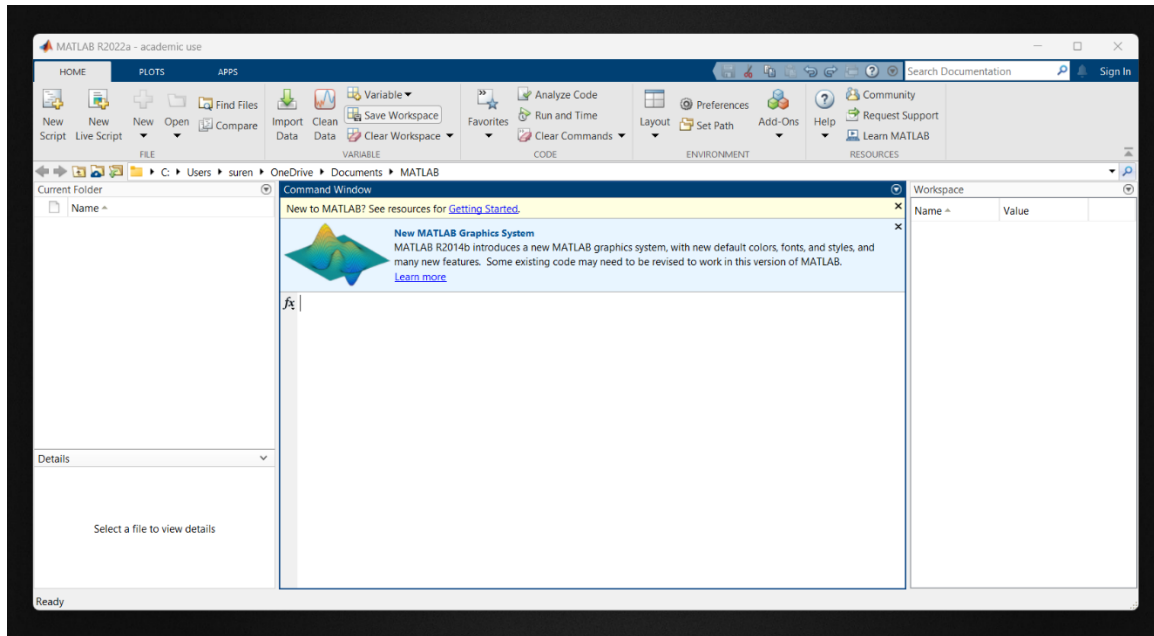 MATLAB R2022a - academic use
HOME PLOTS APPS
Search Documentation
Sign In
New Script
New Live Script
New
Open
Find Files
Compare
FILE
Import Data
Clean Data
Variable
Save Workspace
Clear Workspace
VARIABLE
Favorites
Analyze Code
Run and Time
Clear Commands
CODE
Layout
Preferences
Set Path
Add-Ons
ENVIRONMENT
Help
Community
Request Support
Learn MATLAB
RESOURCES
C: Users suren OneDrive Documents MATLAB
Current Folder
Name
Details
Select a file to view details
Command Window
New to MATLAB? See resources for Getting Started.
New MATLAB Graphics System
MATLAB R2014b introduces a new MATLAB graphics system, with new default colors, fonts, and styles, and
many new features. Some existing code may need to be revised to work in this version of MATLAB.
Learn more
fx
Workspace
Name Value
Ready